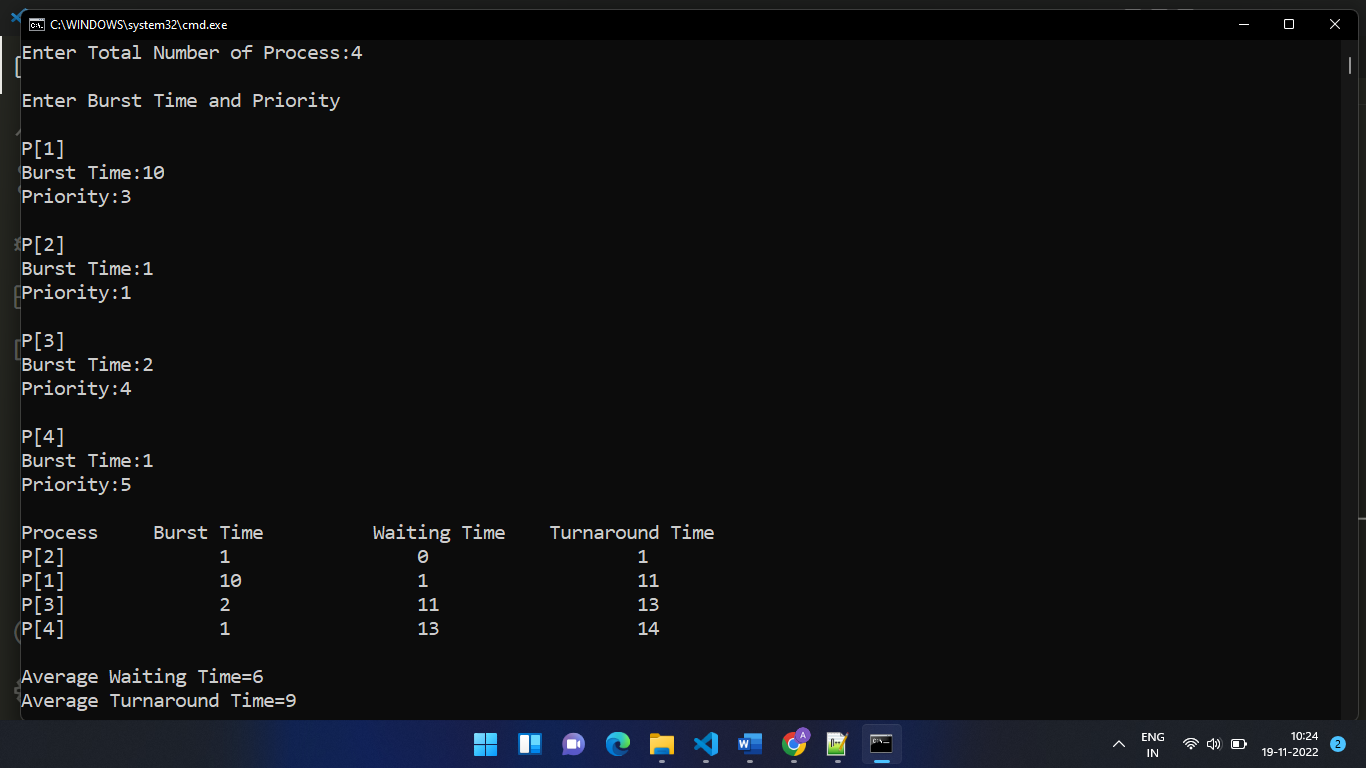 C:\WINDOWS\system32\cmd.exe
Enter Total Number of Process:4
Enter Burst Time and Priority
P[1]
Burst Time:10
Priority:3
P[2]
Burst Time:1
Priority:1
P[3]
Burst Time:2
Priority:4
P[4]
Burst Time:1
Priority:5
Process Burst Time Waiting Time Turnaround Time
P[2] 1 0 1
P[1] 10 1 11
P[3] 2 11 13
P[4] 1 13 14
Average Waiting Time=6
Average Turnaround Time=9
ENG
IN
10:24
19-11-2022
2